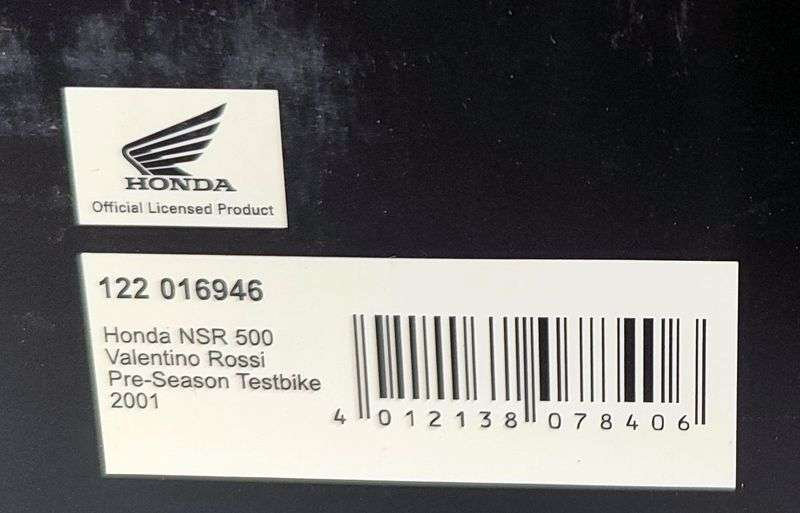 HONDA
Official Licensed Product
122 016946
Honda NSR 500
Valentino Rossi
Pre-Season Testbike
2001
4 012138 078406